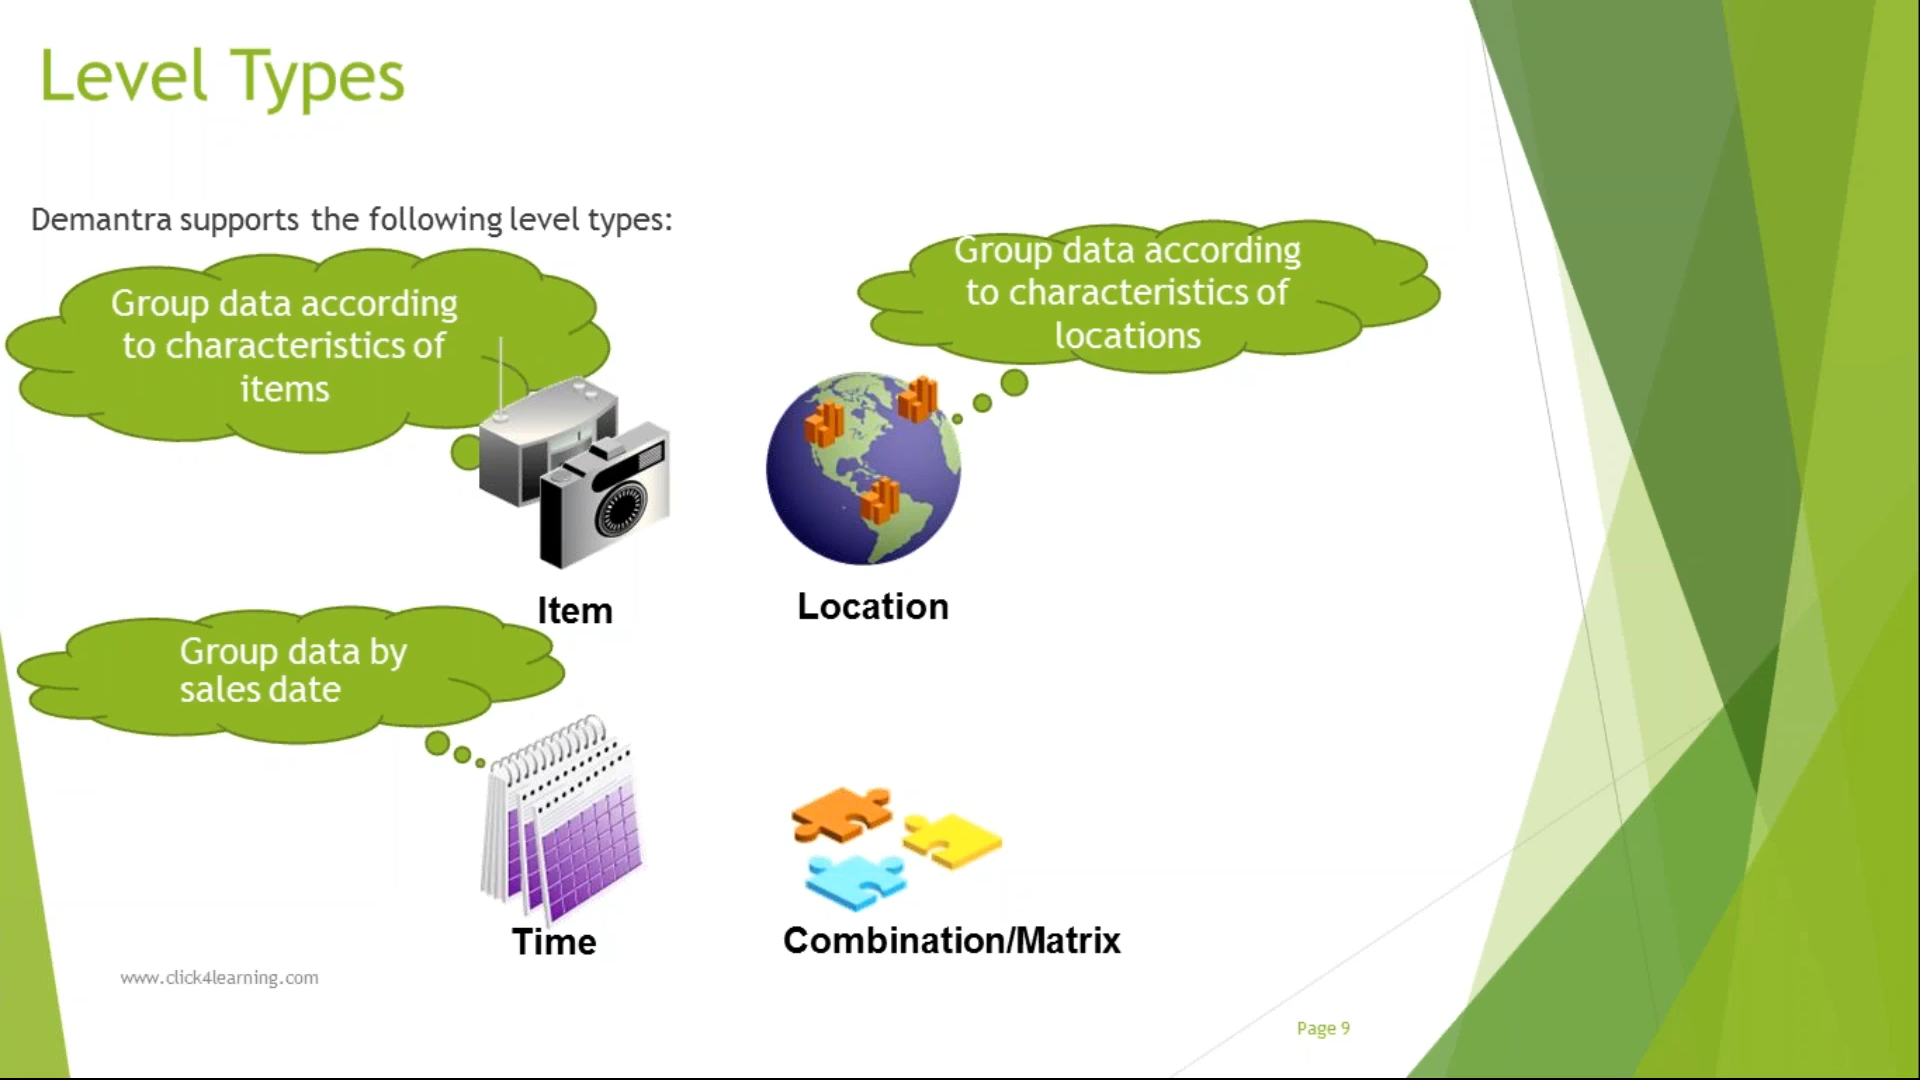 Level Types
Demantra supports the following level types:
Group data according
to characteristics of
items
Group data according
to characteristics of
locations
Item
Location
Group data by
sales date
Time
Combination/Matrix
www.click4learning.com
Page 9